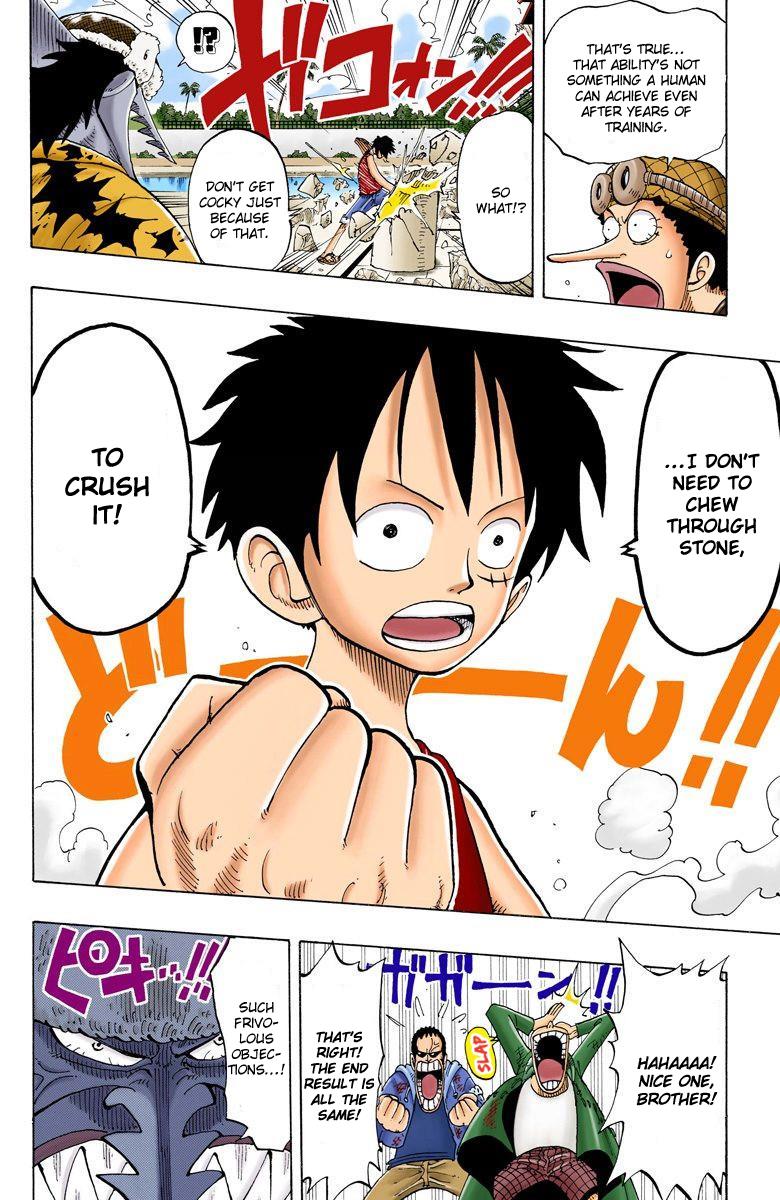 THAT'S TRUE...
THAT ABILITY'S NOT
SOMETHING A HUMAN
CAN ACHIEVE EVEN
AFTER YEARS OF
TRAINING.
SO
WHAT!?
ギコォン!!!
!?
DON'T GET
COCKY JUST
BECAUSE
OF THAT.
...I DON'T
NEED TO
CHEW
THROUGH
STONE,
TO
CRUSH
IT!
どーーん!!
HAHAAAA!
NICE ONE,
BROTHER!
ガガーーン!!
SLAP
THAT'S
RIGHT!
THE END
RESULT IS
ALL THE
SAME!
SUCH
FRIVO-
LOUS
OBJEC-
TIONS...!
ピキッ!!